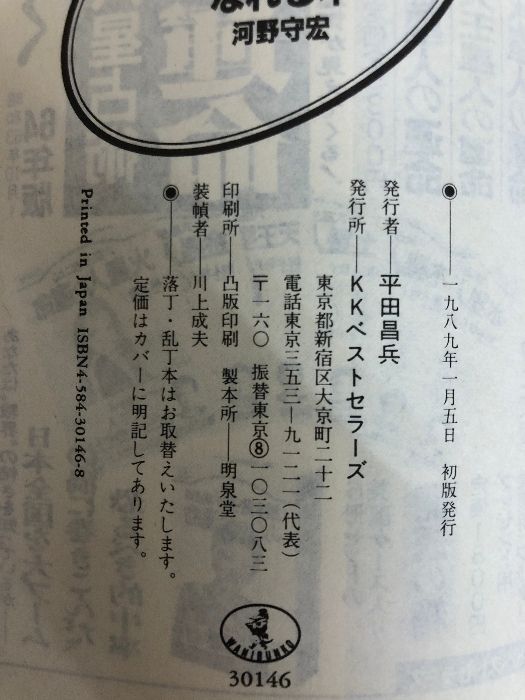 河野守宏
●―一九八九年一月五日　初版発行
発行者―平田昌兵
発行所―KKベストセラーズ
東京都新宿区大京町二十二
電話東京三五三―九一二一(代表)
〒一六〇　振替東京⑧一〇三〇八三
印刷所―凸版印刷　製本所―明泉堂
装幀者―川上成夫
●―落丁・乱丁本はお取替えいたします。
定価はカバーに明記してあります。
Printed in Japan ISBN4-584-30146-8
WANIBUNKO
30146